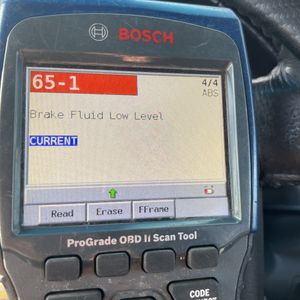 BOSCH
65-1
4/4
ABS
Brake Fluid Low Level
CURRENT
Read Erase FFrame
ProGrade OBD II Scan Tool
CODE